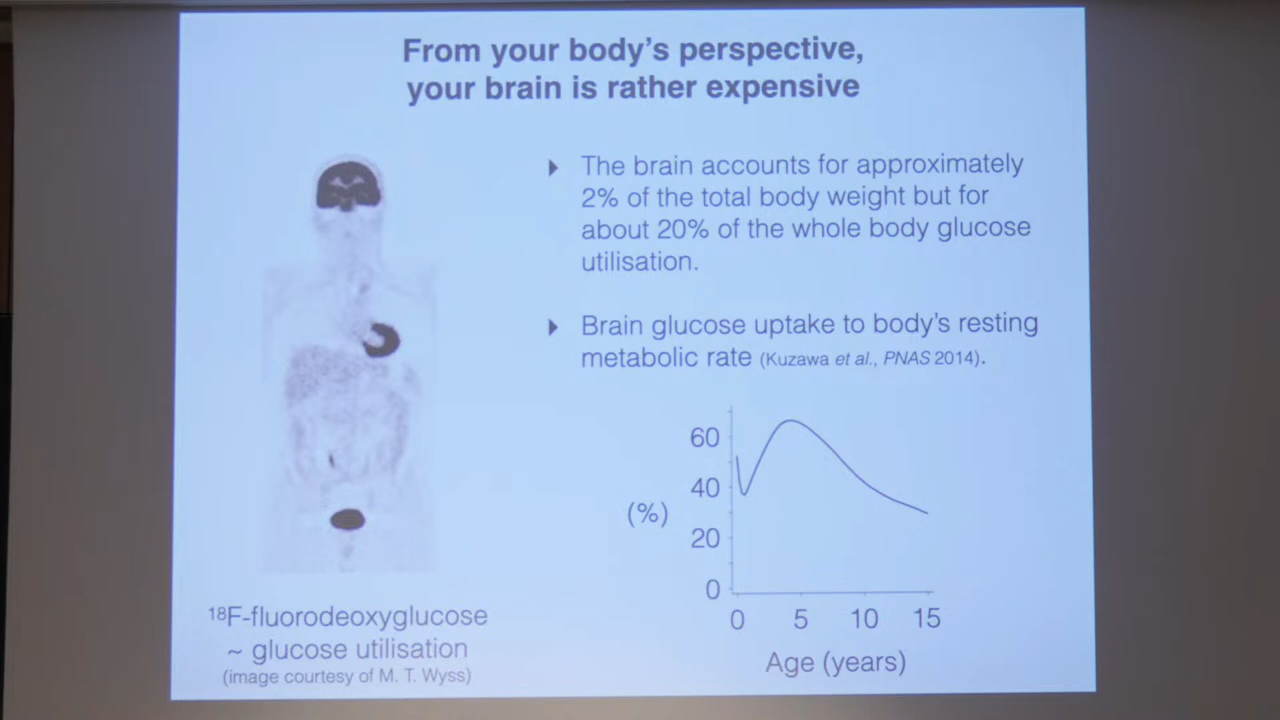 From your body's perspective,
your brain is rather expensive
▸ The brain accounts for approximately
2% of the total body weight but for
about 20% of the whole body glucose
utilisation.
▸ Brain glucose uptake to body's resting
metabolic rate (Kuzawa et al., PNAS 2014).
60
40
(%)
20
0
0 5 10 15
Age (years)
¹⁸F-fluorodeoxyglucose
~ glucose utilisation
(image courtesy of M. T. Wyss)